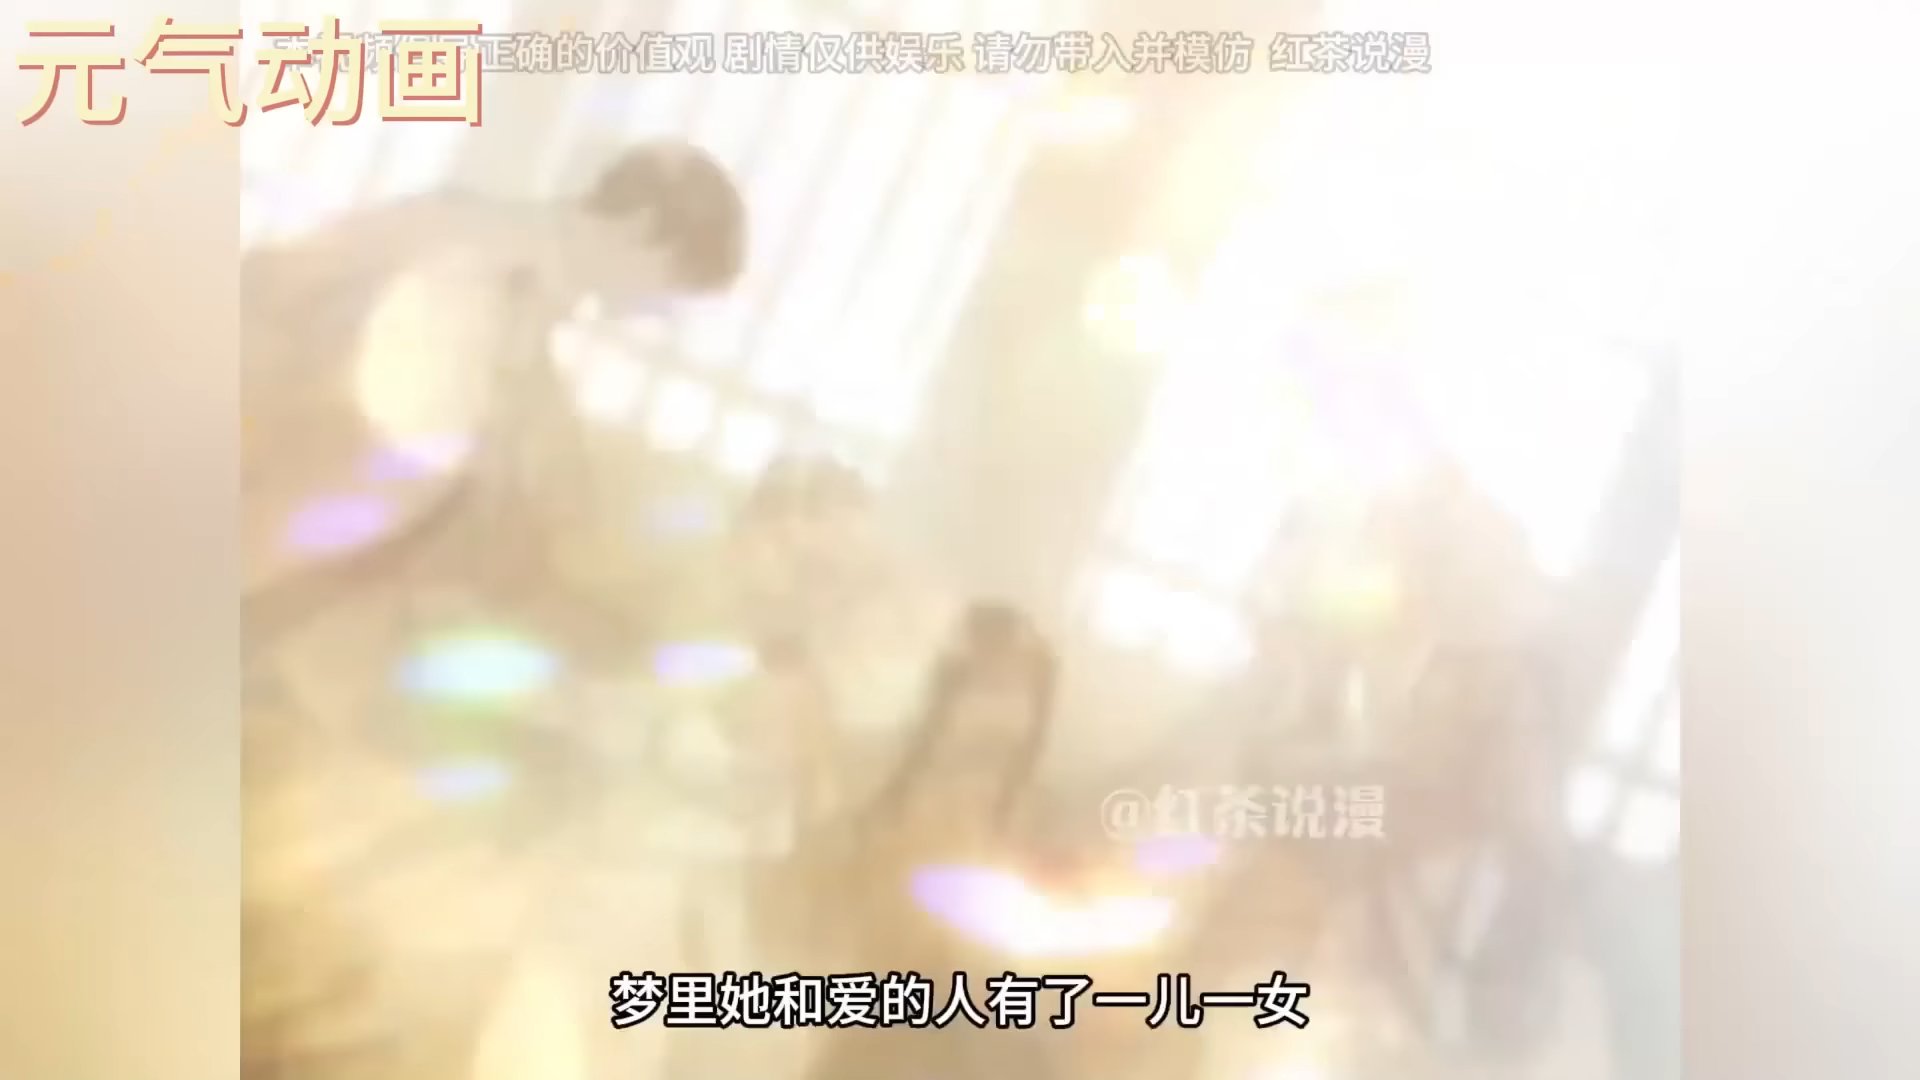 元气动画
正确的价值观 剧情仅供娱乐 请勿带入并模仿 红茶说漫
@红茶说漫
梦里她和爱的人有了一儿一女